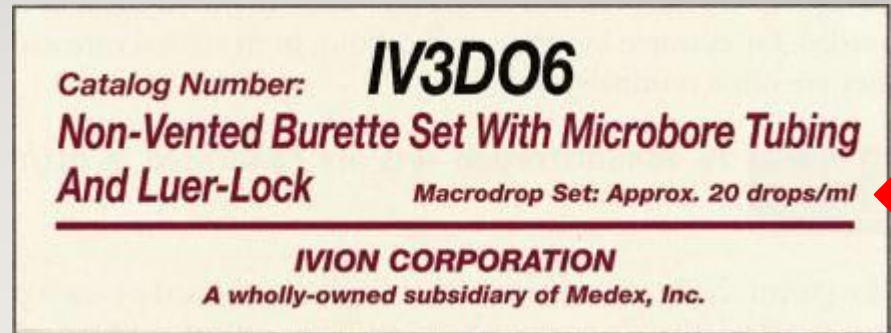 Catalog Number: IV3DO6
Non-Vented Burette Set With Microbore Tubing
And Luer-Lock Macrodrop Set: Approx. 20 drops/ml
IVION CORPORATION
A wholly-owned subsidiary of Medex, Inc.